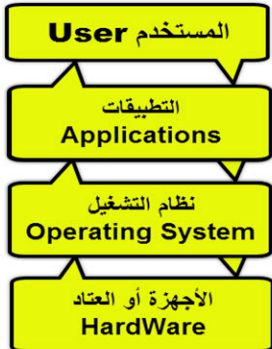 المستخدم User
التطبيقات
Applications
نظام التشغيل
Operating System
الأجهزة أو العتاد
HardWare